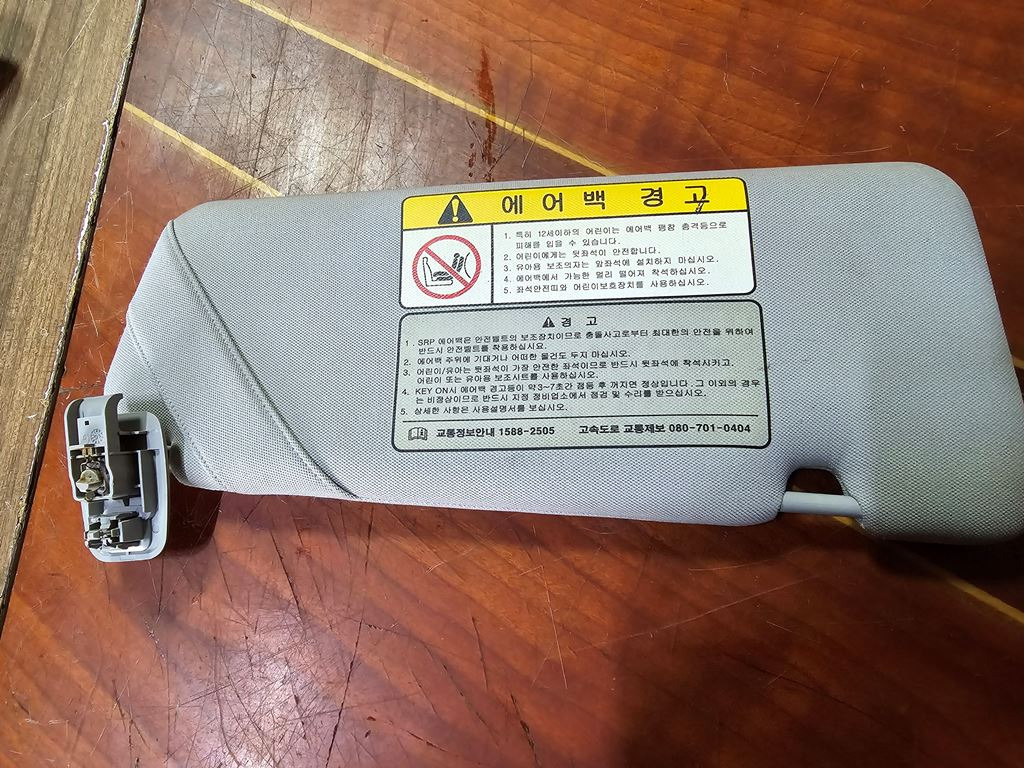 에어백 경고
1. 특히 12세이하의 어린이는 에어백 팽창 충격등으로
피해를 입을 수 있습니다.
2. 어린이에게는 뒷좌석이 안전합니다.
3. 유아용 보조의자는 앞좌석에 설치하지 마십시오.
4. 에어백에서 가능한 멀리 떨어져 착석하십시오.
5. 좌석안전띠와 어린이보호장치를 사용하십시오.
경 고
1. SRP 에어백은 안전벨트의 보조장치이므로 충돌사고로부터 최대한의 안전을 위하여
반드시 안전벨트를 착용하십시요.
2. 에어백 주위에 기대거나 어떠한 물건도 두지 마십시오.
3. 어린이/유아는 뒷좌석이 가장 안전한 좌석이므로 반드시 뒷좌석에 착석시키고,
어린이 또는 유아용 보조시트를 사용하십시오.
4. KEY ON시 에어백 경고등이 약3~7초간 점등 후 꺼지면 정상입니다. 그 이외의 경우
는 비정상이므로 반드시 지정 정비업소에서 점검 및 수리를 받으십시오.
5. 상세한 사항은 사용설명서를 보십시오.
교통정보안내 1588-2505 고속도로 교통제보 080-701-0404